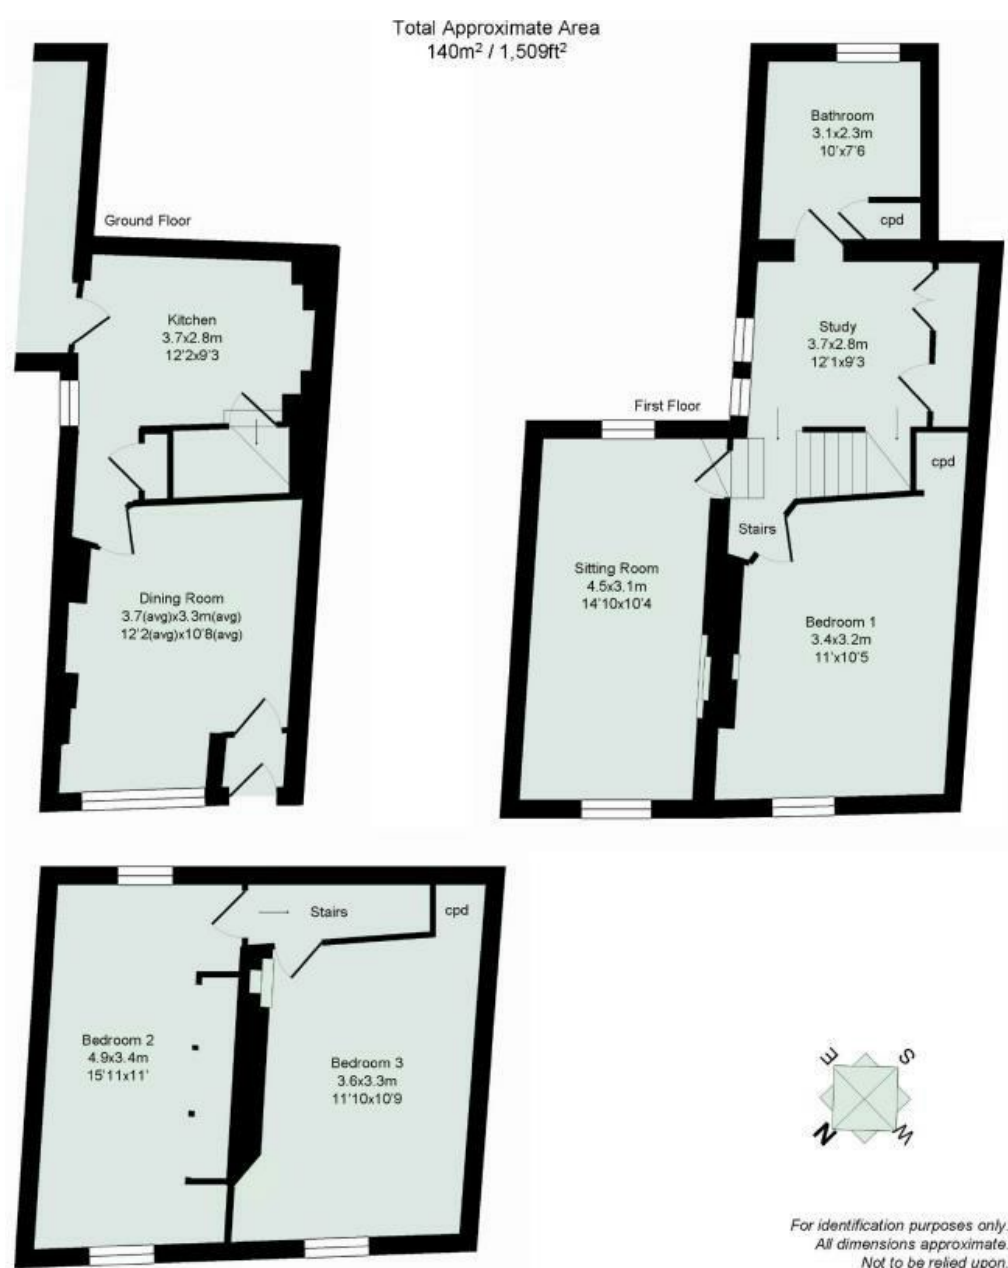 Total Approximate Area
140m² / 1,509ft²
Ground Floor
Kitchen
3.7x2.8m
12'2x9'3
Dining Room
3.7(avg)x3.3m(avg)
12'2(avg)x10'8(avg)
First Floor
Bathroom
3.1x2.3m
10'x7'6
cpd
Study
3.7x2.8m
12'1x9'3
cpd
Stairs
Sitting Room
4.5x3.1m
14'10x10'4
Bedroom 1
3.4x3.2m
11'x10'5
Stairs
cpd
Bedroom 2
4.9x3.4m
15'11x11'
Bedroom 3
3.6x3.3m
11'10x10'9
E
S
N
W
For identification purposes only.
All dimensions approximate.
Not to be relied upon.